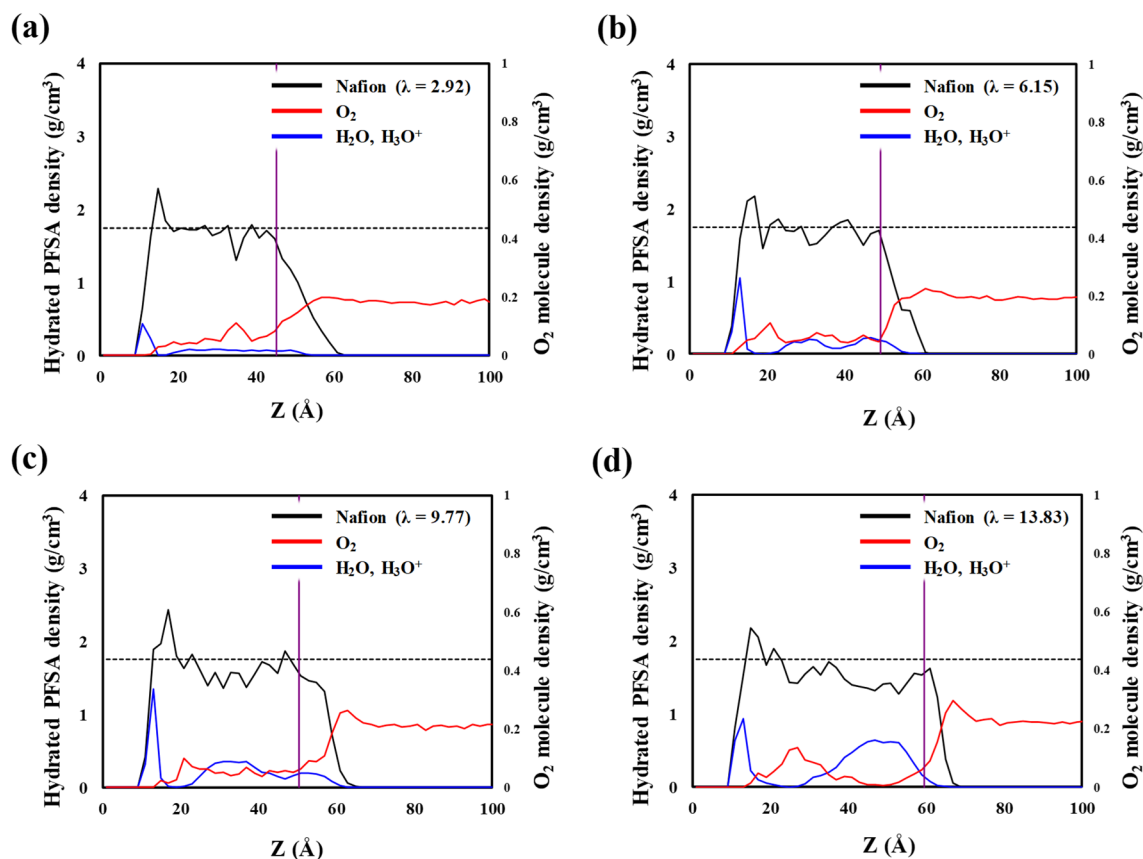 (a)
Hydrated PFSA density (g/cm³)
4
3
2
1
0
Nafion (λ = 2.92)
O₂
H₂O, H₃O⁺
1
0.8
0.6
0.4
0.2
0
O₂ molecule density (g/cm³)
0 20 40 60 80 100
Z (Å)
(b)
Hydrated PFSA density (g/cm³)
4
3
2
1
0
Nafion (λ = 6.15)
O₂
H₂O, H₃O⁺
1
0.8
0.6
0.4
0.2
0
O₂ molecule density (g/cm³)
0 20 40 60 80 100
Z (Å)
(c)
Hydrated PFSA density (g/cm³)
4
3
2
1
0
Nafion (λ = 9.77)
O₂
H₂O, H₃O⁺
1
0.8
0.6
0.4
0.2
0
O₂ molecule density (g/cm³)
0 20 40 60 80 100
Z (Å)
(d)
Hydrated PFSA density (g/cm³)
4
3
2
1
0
Nafion (λ = 13.83)
O₂
H₂O, H₃O⁺
1
0.8
0.6
0.4
0.2
0
O₂ molecule density (g/cm³)
0 20 40 60 80 100
Z (Å)